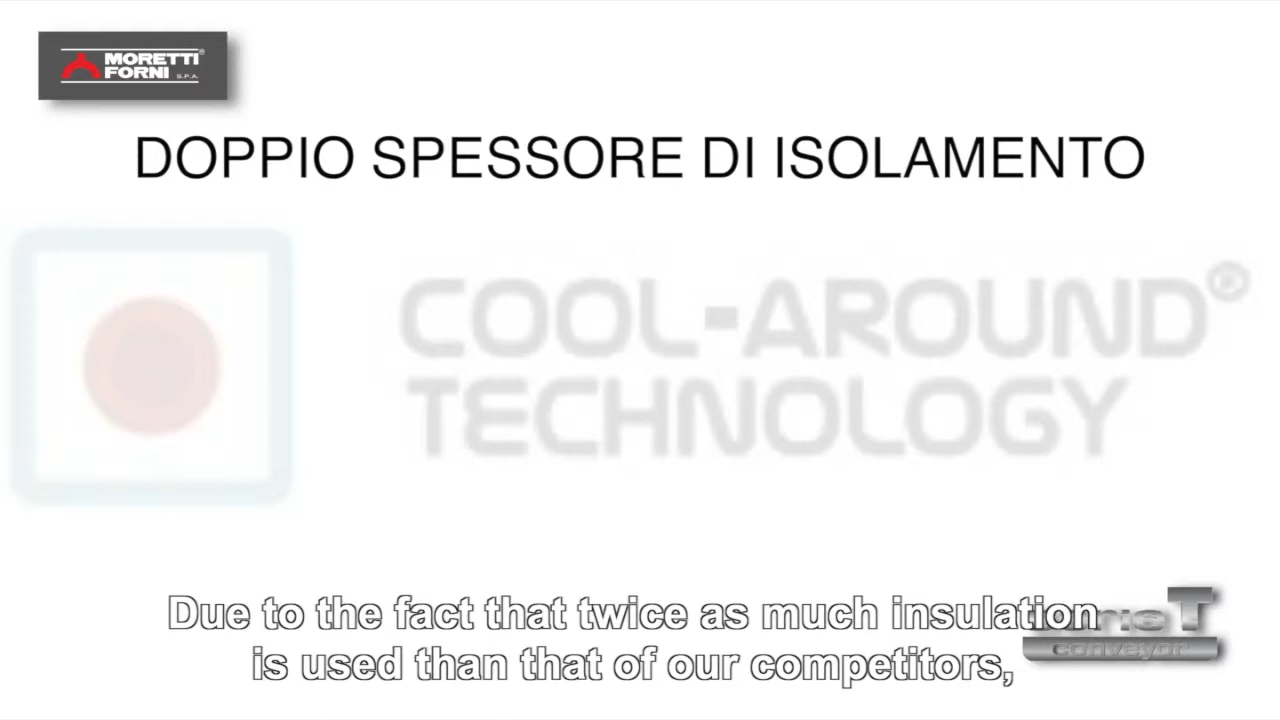 MORETTI®
FORNI S.P.A.
DOPPIO SPESSORE DI ISOLAMENTO
COOL-AROUND®
TECHNOLOGY
Due to the fact that twice as much insulation
is used than that of our competitors,
T
conveyor